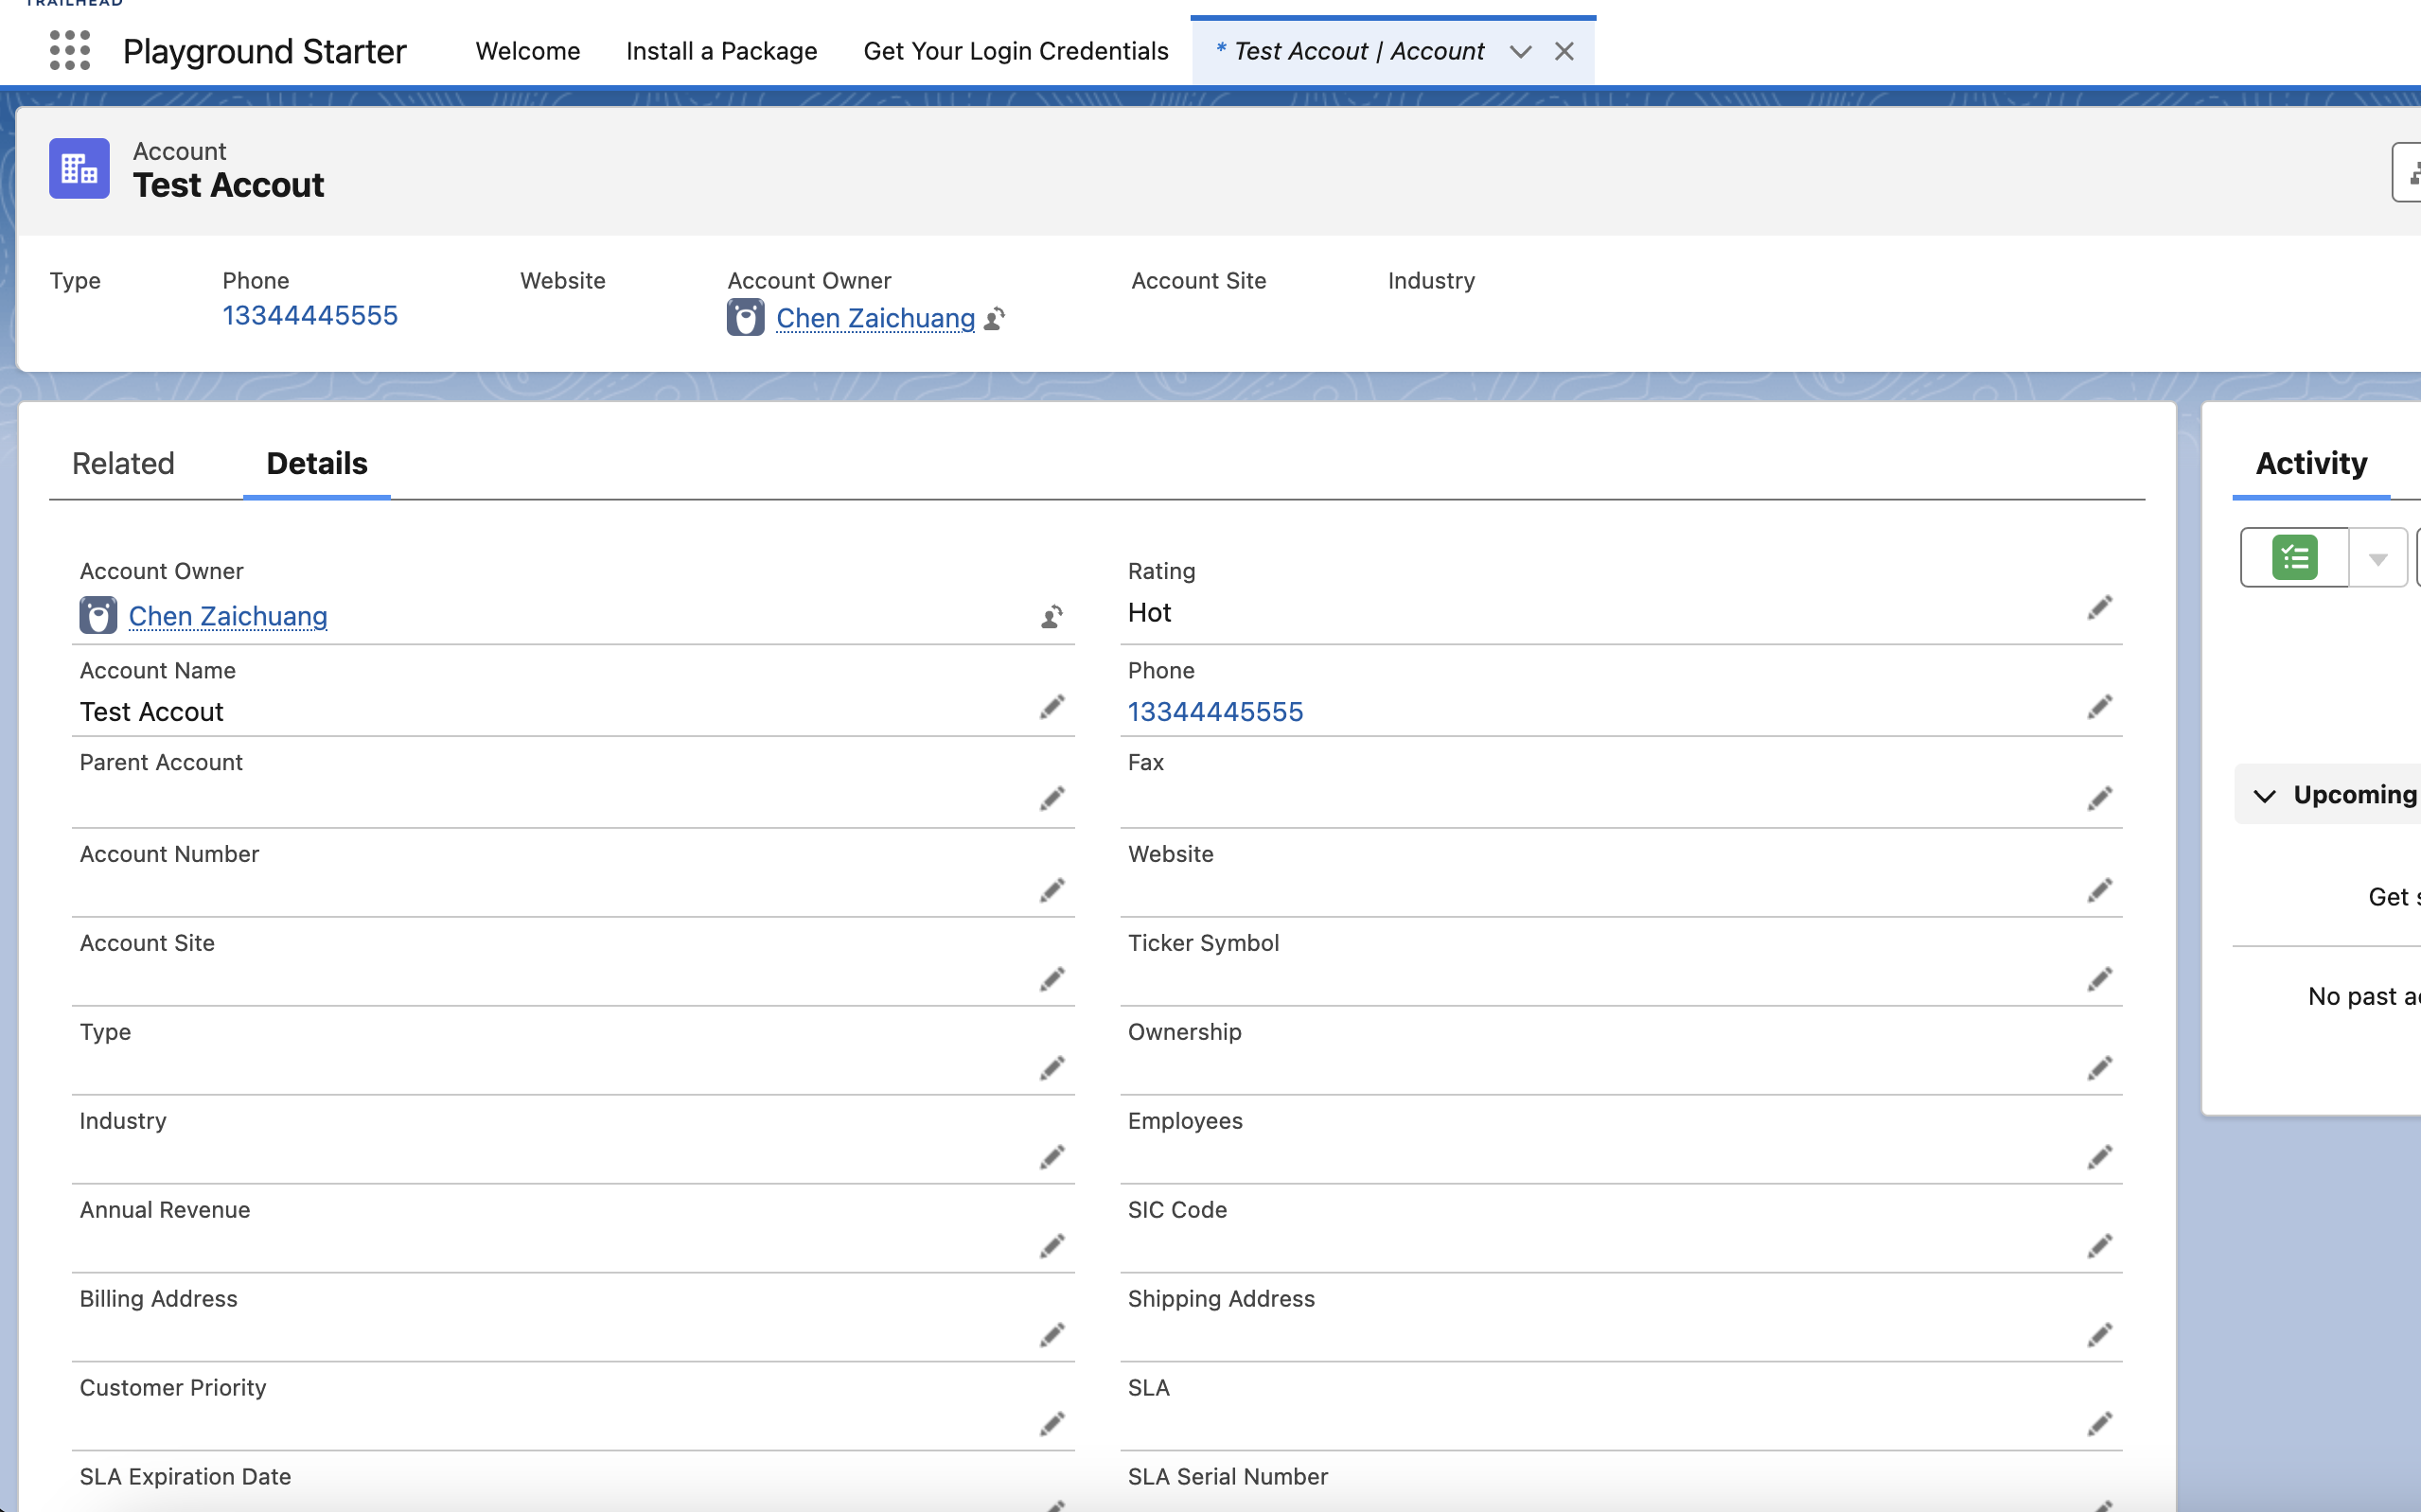 TRAILHEAD
Playground Starter Welcome Install a Package Get Your Login Credentials * Test Accout | Account
Account
Test Accout
Type Phone Website Account Owner Account Site Industry
13344445555 Chen Zaichuang
Related Details
Activity
Account Owner
Chen Zaichuang
Rating
Hot
Account Name
Test Accout
Phone
13344445555
Parent Account
Fax
Upcoming
Account Number
Website
Get
Account Site
Ticker Symbol
No past
Type
Ownership
Industry
Employees
Annual Revenue
SIC Code
Billing Address
Shipping Address
Customer Priority
SLA
SLA Expiration Date
SLA Serial Number